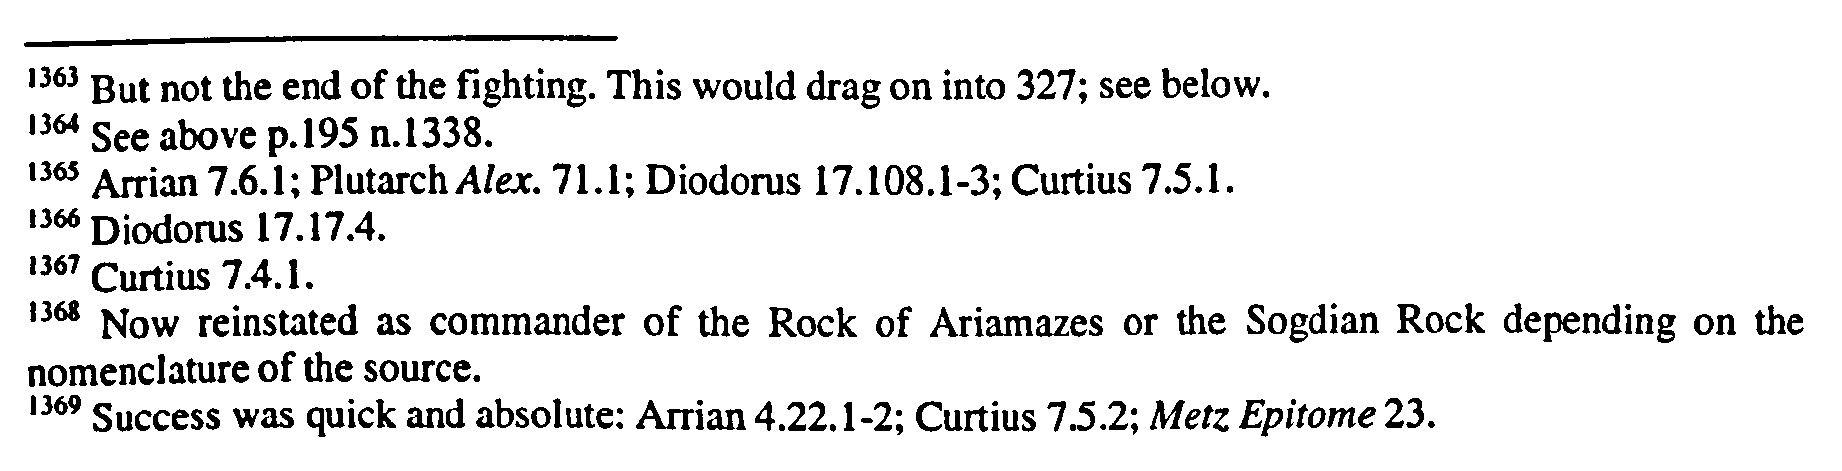 1363 But not the end of the fighting. This would drag on into 327; see below.
1364 See above p.195 n.1338.
1365 Arrian 7.6.1; Plutarch Alex. 71.1; Diodorus 17.108.1-3; Curtius 7.5.1.
1366 Diodorus 17.17.4.
1367 Curtius 7.4.1.
1368 Now reinstated as commander of the Rock of Ariamazes or the Sogdian Rock depending on the
nomenclature of the source.
1369 Success was quick and absolute: Arrian 4.22.1-2; Curtius 7.5.2; Metz Epitome 23.